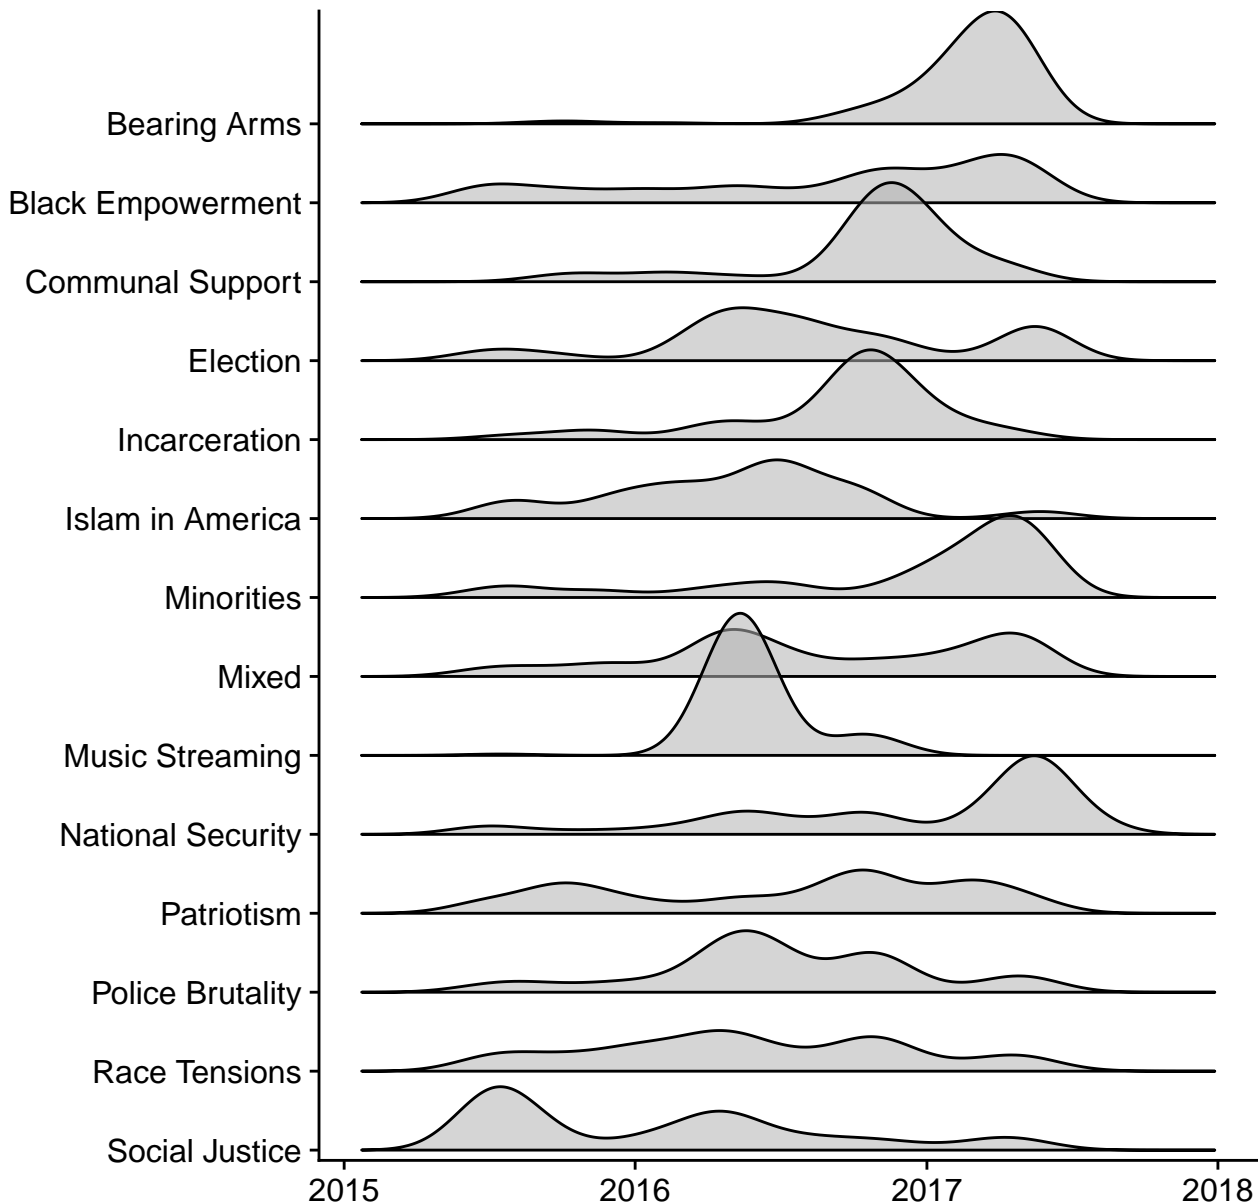 Bearing Arms
Black Empowerment
Communal Support
Election
Incarceration
Islam in America
Minorities
Mixed
Music Streaming
National Security
Patriotism
Police Brutality
Race Tensions
Social Justice
2015 2016 2017 2018